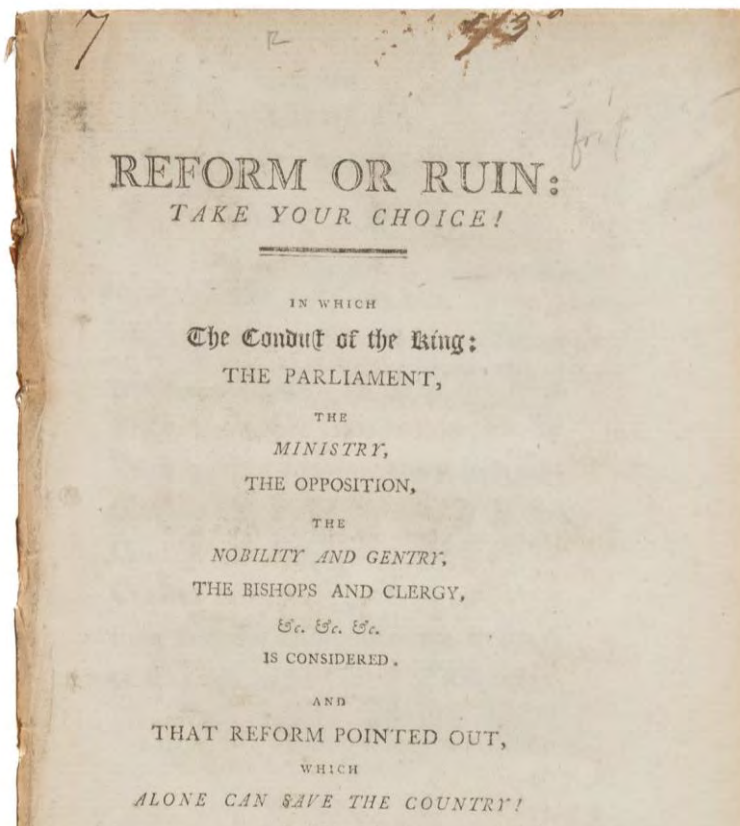 7
REFORM OR RUIN:
TAKE YOUR CHOICE!
IN WHICH
The Conduct of the King:
THE PARLIAMENT,
THE
MINISTRY,
THE OPPOSITION,
THE
NOBILITY AND GENTRY,
THE BISHOPS AND CLERGY,
&c. &c. &c.
IS CONSIDERED.
AND
THAT REFORM POINTED OUT,
WHICH
ALONE CAN SAVE THE COUNTRY!